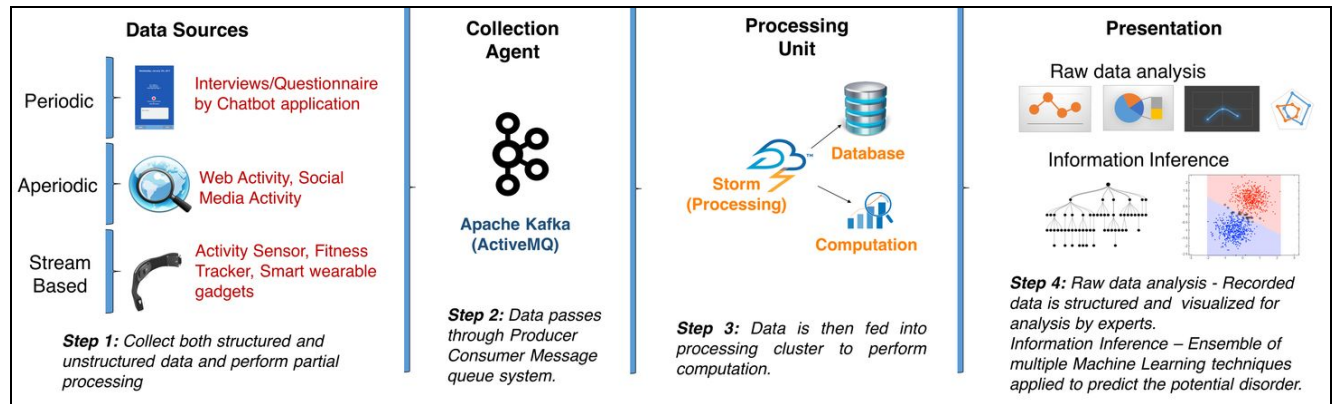 Data Sources
Periodic
Interviews/Questionnaire
by Chatbot application
Aperiodic
Web Activity, Social
Media Activity
Stream
Based
Activity Sensor, Fitness
Tracker, Smart wearable
gadgets
Step 1: Collect both structured and
unstructured data and perform partial
processing
Collection
Agent
Apache Kafka
(ActiveMQ)
Step 2: Data passes
through Producer
Consumer Message
queue system.
Processing
Unit
Database
Storm
(Processing)
Computation
Step 3: Data is then fed into
processing cluster to perform
computation.
Presentation
Raw data analysis
Information Inference
Step 4: Raw data analysis - Recorded
data is structured and visualized for
analysis by experts.
Information Inference – Ensemble of
multiple Machine Learning techniques
applied to predict the potential disorder.